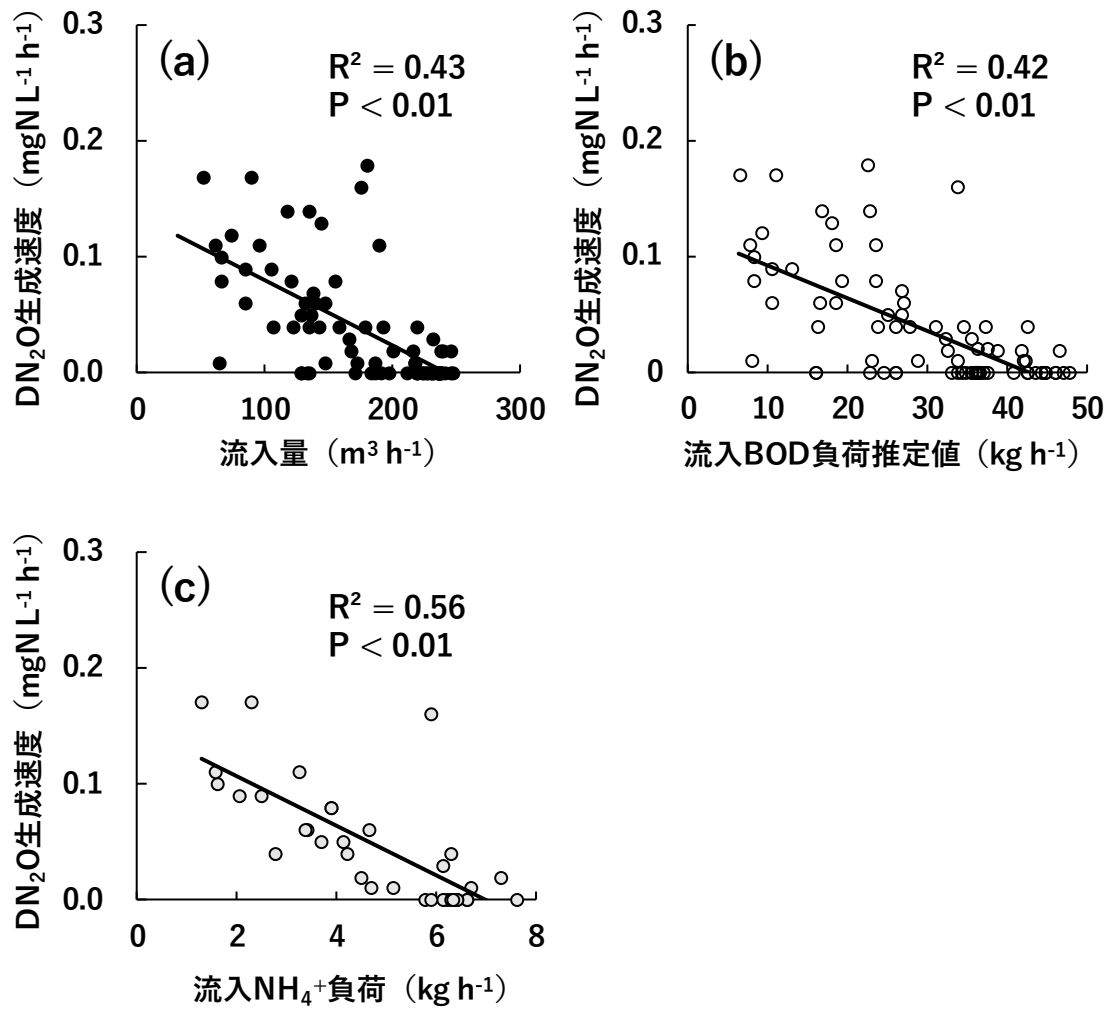 (a)
R² = 0.43
P < 0.01
DN₂O生成速度（mgN L⁻¹ h⁻¹）
0.3
0.2
0.1
0.0
0 100 200 300
流入量（m³ h⁻¹）
(b)
R² = 0.42
P < 0.01
DN₂O生成速度（mgN L⁻¹ h⁻¹）
0.3
0.2
0.1
0
0 10 20 30 40 50
流入BOD負荷推定値（kg h⁻¹）
(c)
R² = 0.56
P < 0.01
DN₂O生成速度（mgN L⁻¹ h⁻¹）
0.3
0.2
0.1
0.0
0 2 4 6 8
流入NH₄⁺負荷（kg h⁻¹）